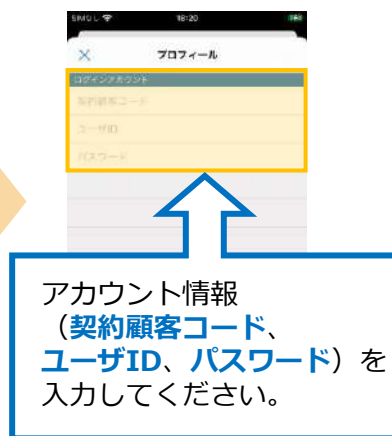 SIMなし 18:20
プロフィール
ログインアカウント
契約顧客コード
ユーザID
パスワード
アカウント情報
（契約顧客コード、
ユーザID、パスワード）を
入力してください。